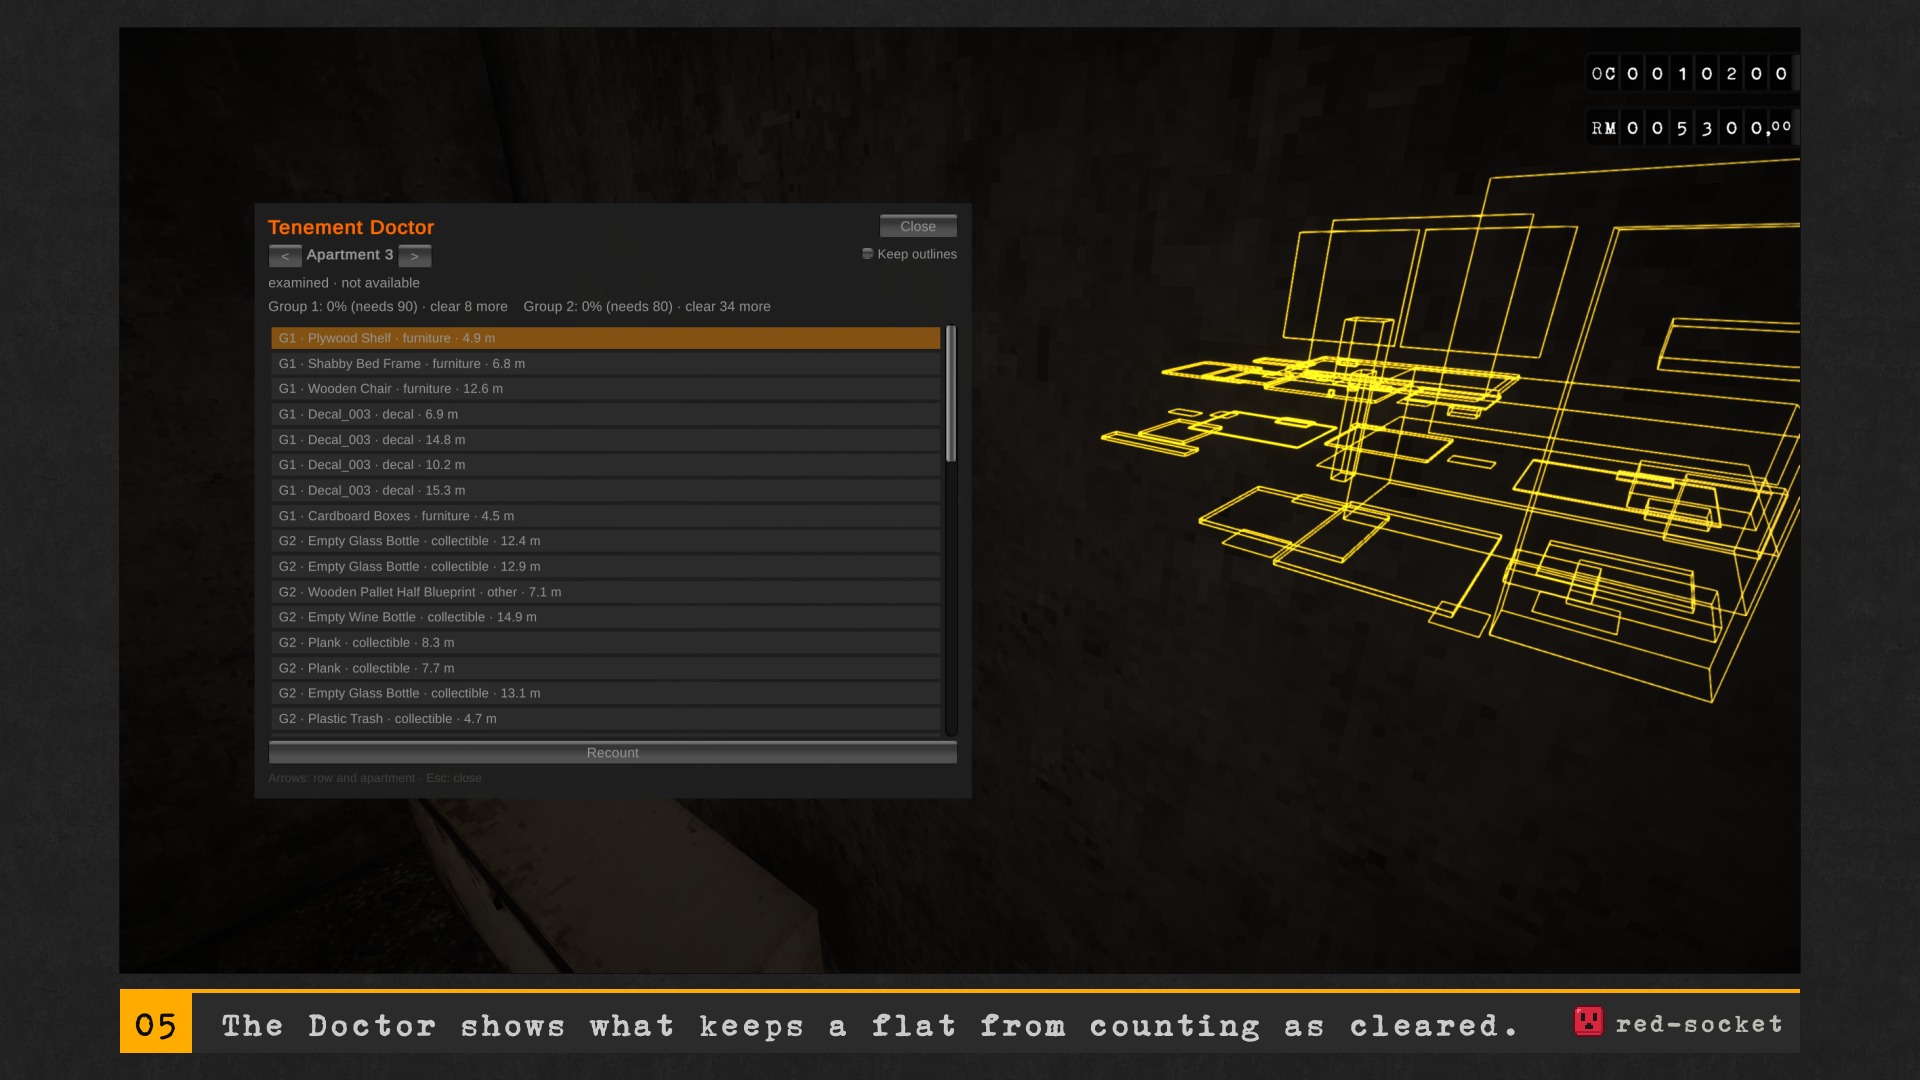 OC 0 0 1 0 2 0 0
RM 0 0 5 3 0 0,00
Tenement Doctor
Close
< Apartment 3 >
Keep outlines
examined · not available
Group 1: 0% (needs 90) · clear 8 more Group 2: 0% (needs 80) · clear 34 more
G1 · Plywood Shelf · furniture · 4.9 m
G1 · Shabby Bed Frame · furniture · 6.8 m
G1 · Wooden Chair · furniture · 12.6 m
G1 · Decal_003 · decal · 6.9 m
G1 · Decal_003 · decal · 14.8 m
G1 · Decal_003 · decal · 10.2 m
G1 · Decal_003 · decal · 15.3 m
G1 · Cardboard Boxes · furniture · 4.5 m
G2 · Empty Glass Bottle · collectible · 12.4 m
G2 · Empty Glass Bottle · collectible · 12.9 m
G2 · Wooden Pallet Half Blueprint · other · 7.1 m
G2 · Empty Wine Bottle · collectible · 14.9 m
G2 · Plank · collectible · 8.3 m
G2 · Plank · collectible · 7.7 m
G2 · Empty Glass Bottle · collectible · 13.1 m
G2 · Plastic Trash · collectible · 4.7 m
Recount
Arrows: row and apartment · Esc: close
05 The Doctor shows what keeps a flat from counting as cleared.
red-socket